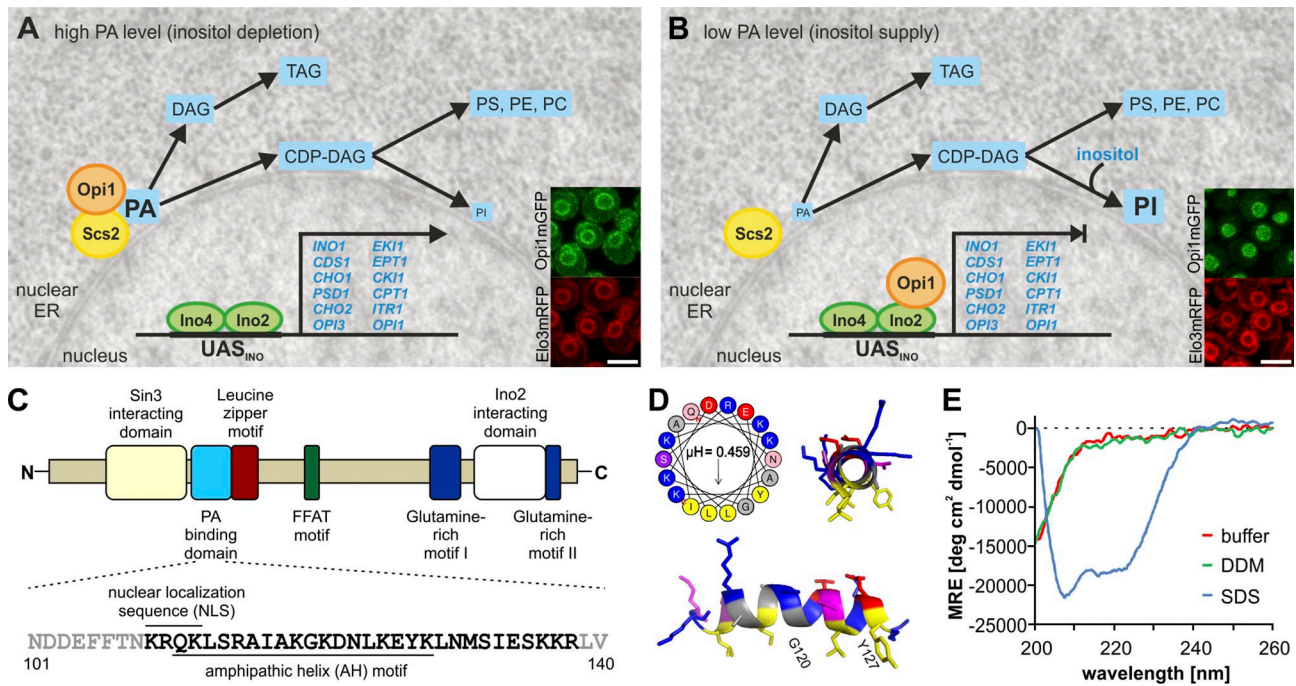 A high PA level (inositol depletion)
TAG
DAG
PS, PE, PC
CDP-DAG
Opi1
PA
Scs2
PI
INO1 EKI1
CDS1 EPT1
CHO1 CKI1
PSD1 CPT1
CHO2 ITR1
OPI3 OPI1
nuclear
ER
Ino4 Ino2
UASINO
nucleus
Opi1mGFP
Elo3mRFP
B low PA level (inositol supply)
TAG
DAG
PS, PE, PC
CDP-DAG
inositol
PA
PI
Scs2
INO1 EKI1
CDS1 EPT1
CHO1 CKI1
PSD1 CPT1
CHO2 ITR1
OPI3 OPI1
Opi1
nuclear
ER
Ino4 Ino2
UASINO
nucleus
Opi1mGFP
Elo3mRFP
C
Sin3
interacting
domain
Leucine
zipper
motif
Ino2
interacting
domain
N
C
PA
binding
domain
FFAT
motif
Glutamine-
rich
motif I
Glutamine-
rich
motif II
nuclear localization
sequence (NLS)
NDDEFFTNKRQKLSRAIAKGKDNLKEYKLNMSIESKKRLV
101 140
amphipathic helix (AH) motif
D
Q D R E
A K
K K
S N
K A
K Y
I L L G
μH = 0.459
G120
Y127
E
0
-5000
-10000
-15000
-20000
-25000
MRE [deg cm² dmol⁻¹]
buffer
DDM
SDS
200 220 240 260
wavelength [nm]